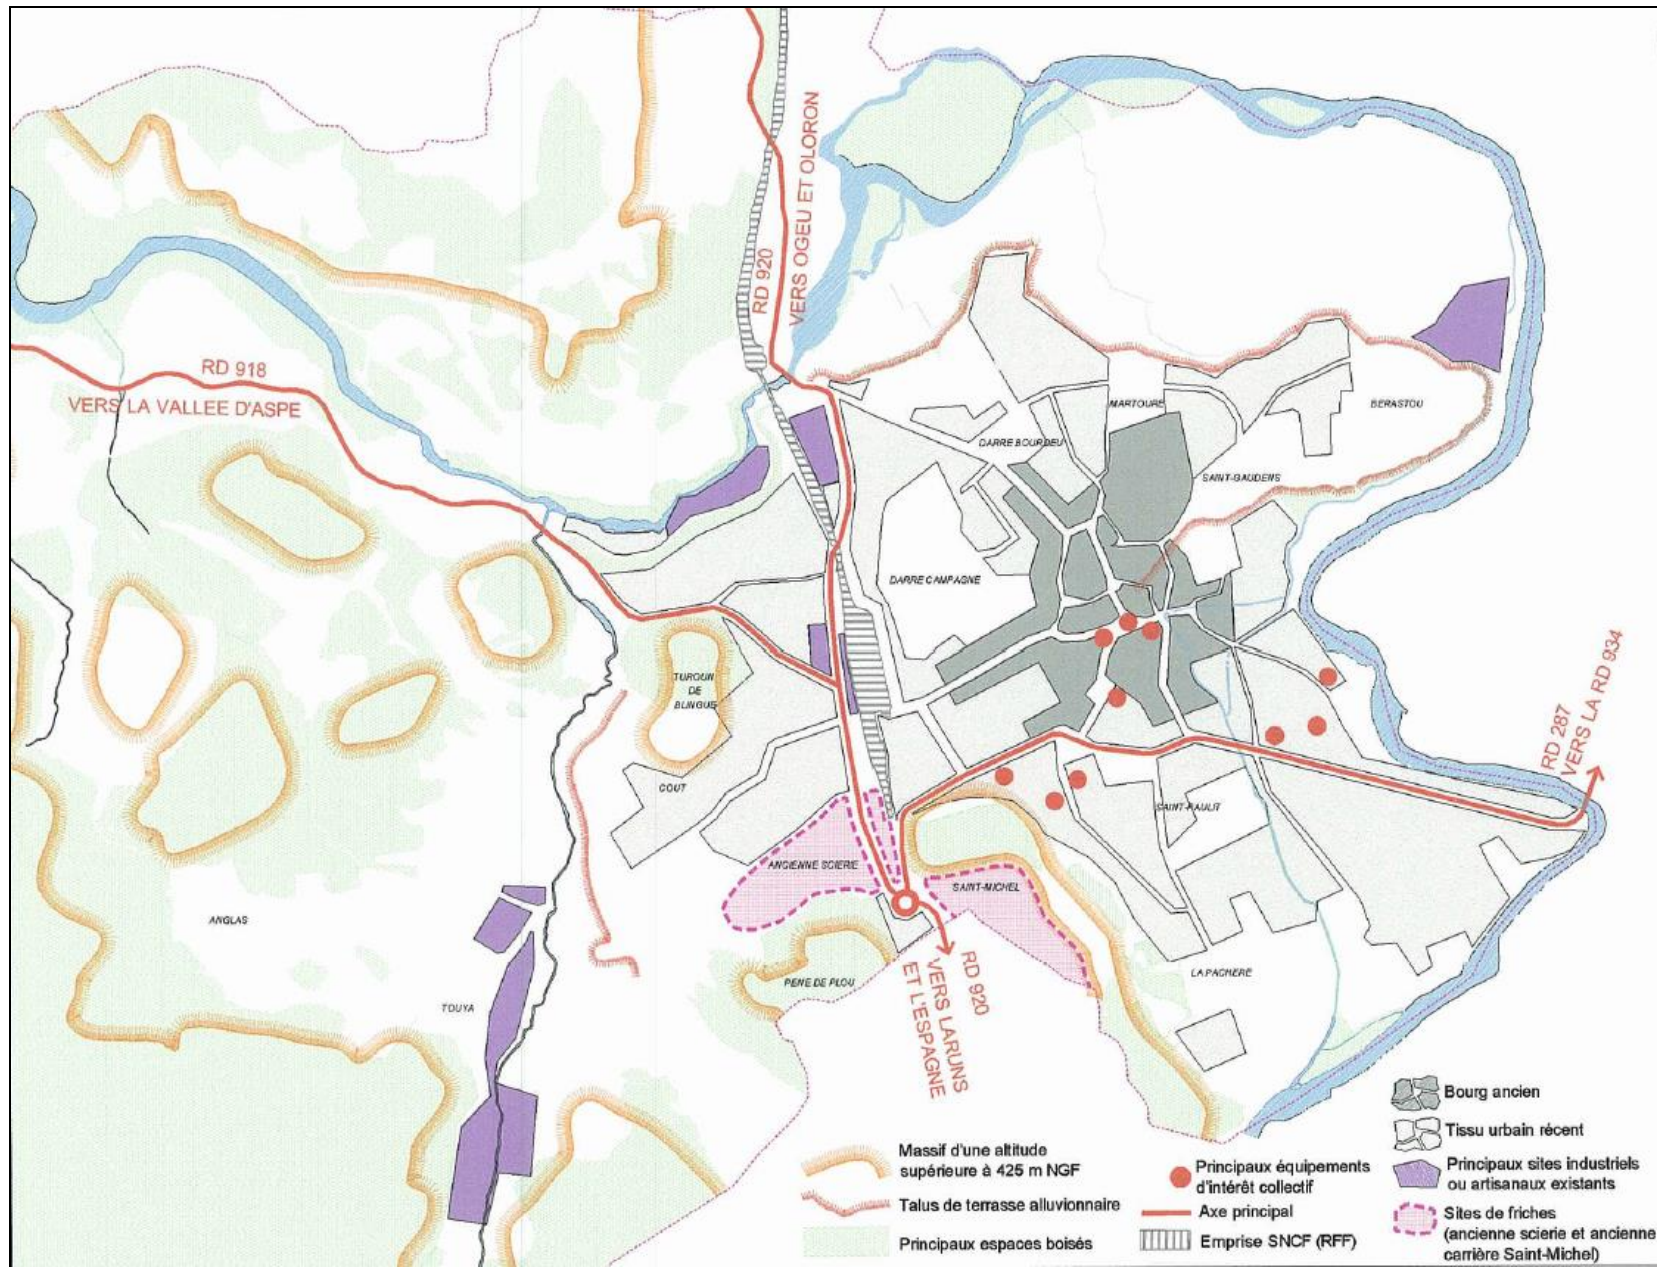 RD 920
VERS OGEU ET OLORON
RD 918
VERS LA VALLEE D'ASPE
MARTOURE
BERASTOU
DARRE BOURDEU
SAINT-GAUDENS
DARRE CAMPAGNE
TUROUN
DE
BLINGUE
RD 287
VERS LA RD 934
GOUT
SAINT-PAULIT
ANCIENNE SCIERIE
SAINT-MICHEL
ANGLAS
LA PACHERE
PENE DE PLOU
TOUYA
RD 920
VERS LARUNS
ET L'ESPAGNE
Massif d'une altitude
supérieure à 425 m NGF
Talus de terrasse alluvionnaire
Principaux espaces boisés
Principaux équipements
d'intérêt collectif
Axe principal
Emprise SNCF (RFF)
Bourg ancien
Tissu urbain récent
Principaux sites industriels
ou artisanaux existants
Sites de friches
(ancienne scierie et ancienne
carrière Saint-Michel)